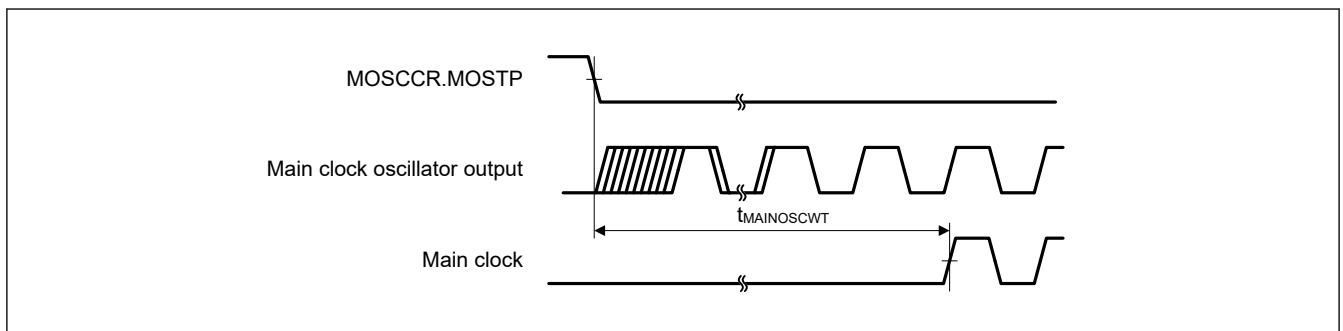 MOSCCR.MOSTP
Main clock oscillator output
tMAINOSCWT
Main clock